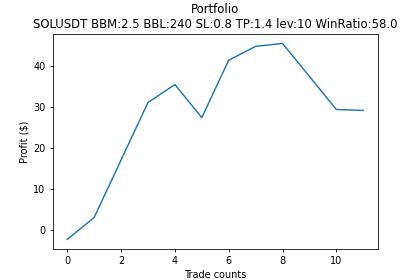 Portfolio
SOLUSDT BBM:2.5 BBL:240 SL:0.8 TP:1.4 lev:10 WinRatio:58.0
Profit ($)
40
30
20
10
0
0 2 4 6 8 10
Trade counts